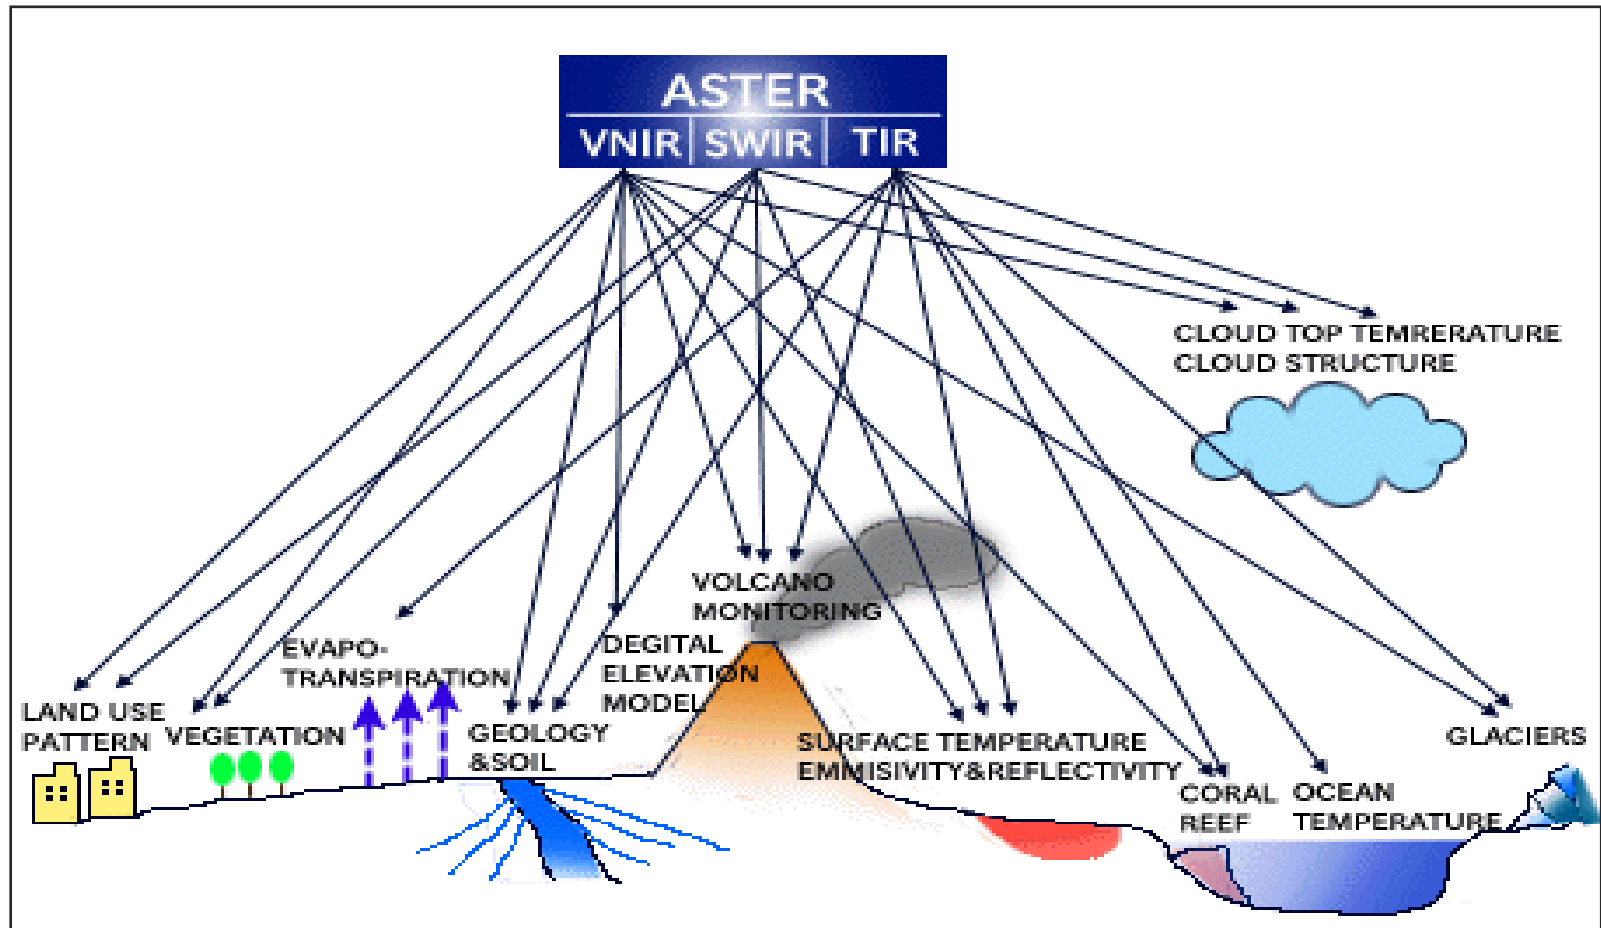 ASTER
VNIR SWIR TIR
CLOUD TOP TEMRERATURE
CLOUD STRUCTURE
VOLCANO
MONITORING
EVAPO-
TRANSPIRATION
DEGITAL
ELEVATION
MODEL
LAND USE
PATTERN
VEGETATION
GEOLOGY
&SOIL
SURFACE TEMPERATURE
EMMISIVITY&REFLECTIVITY
CORAL
REEF
OCEAN
TEMPERATURE
GLACIERS